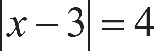 |x − 3| = 4